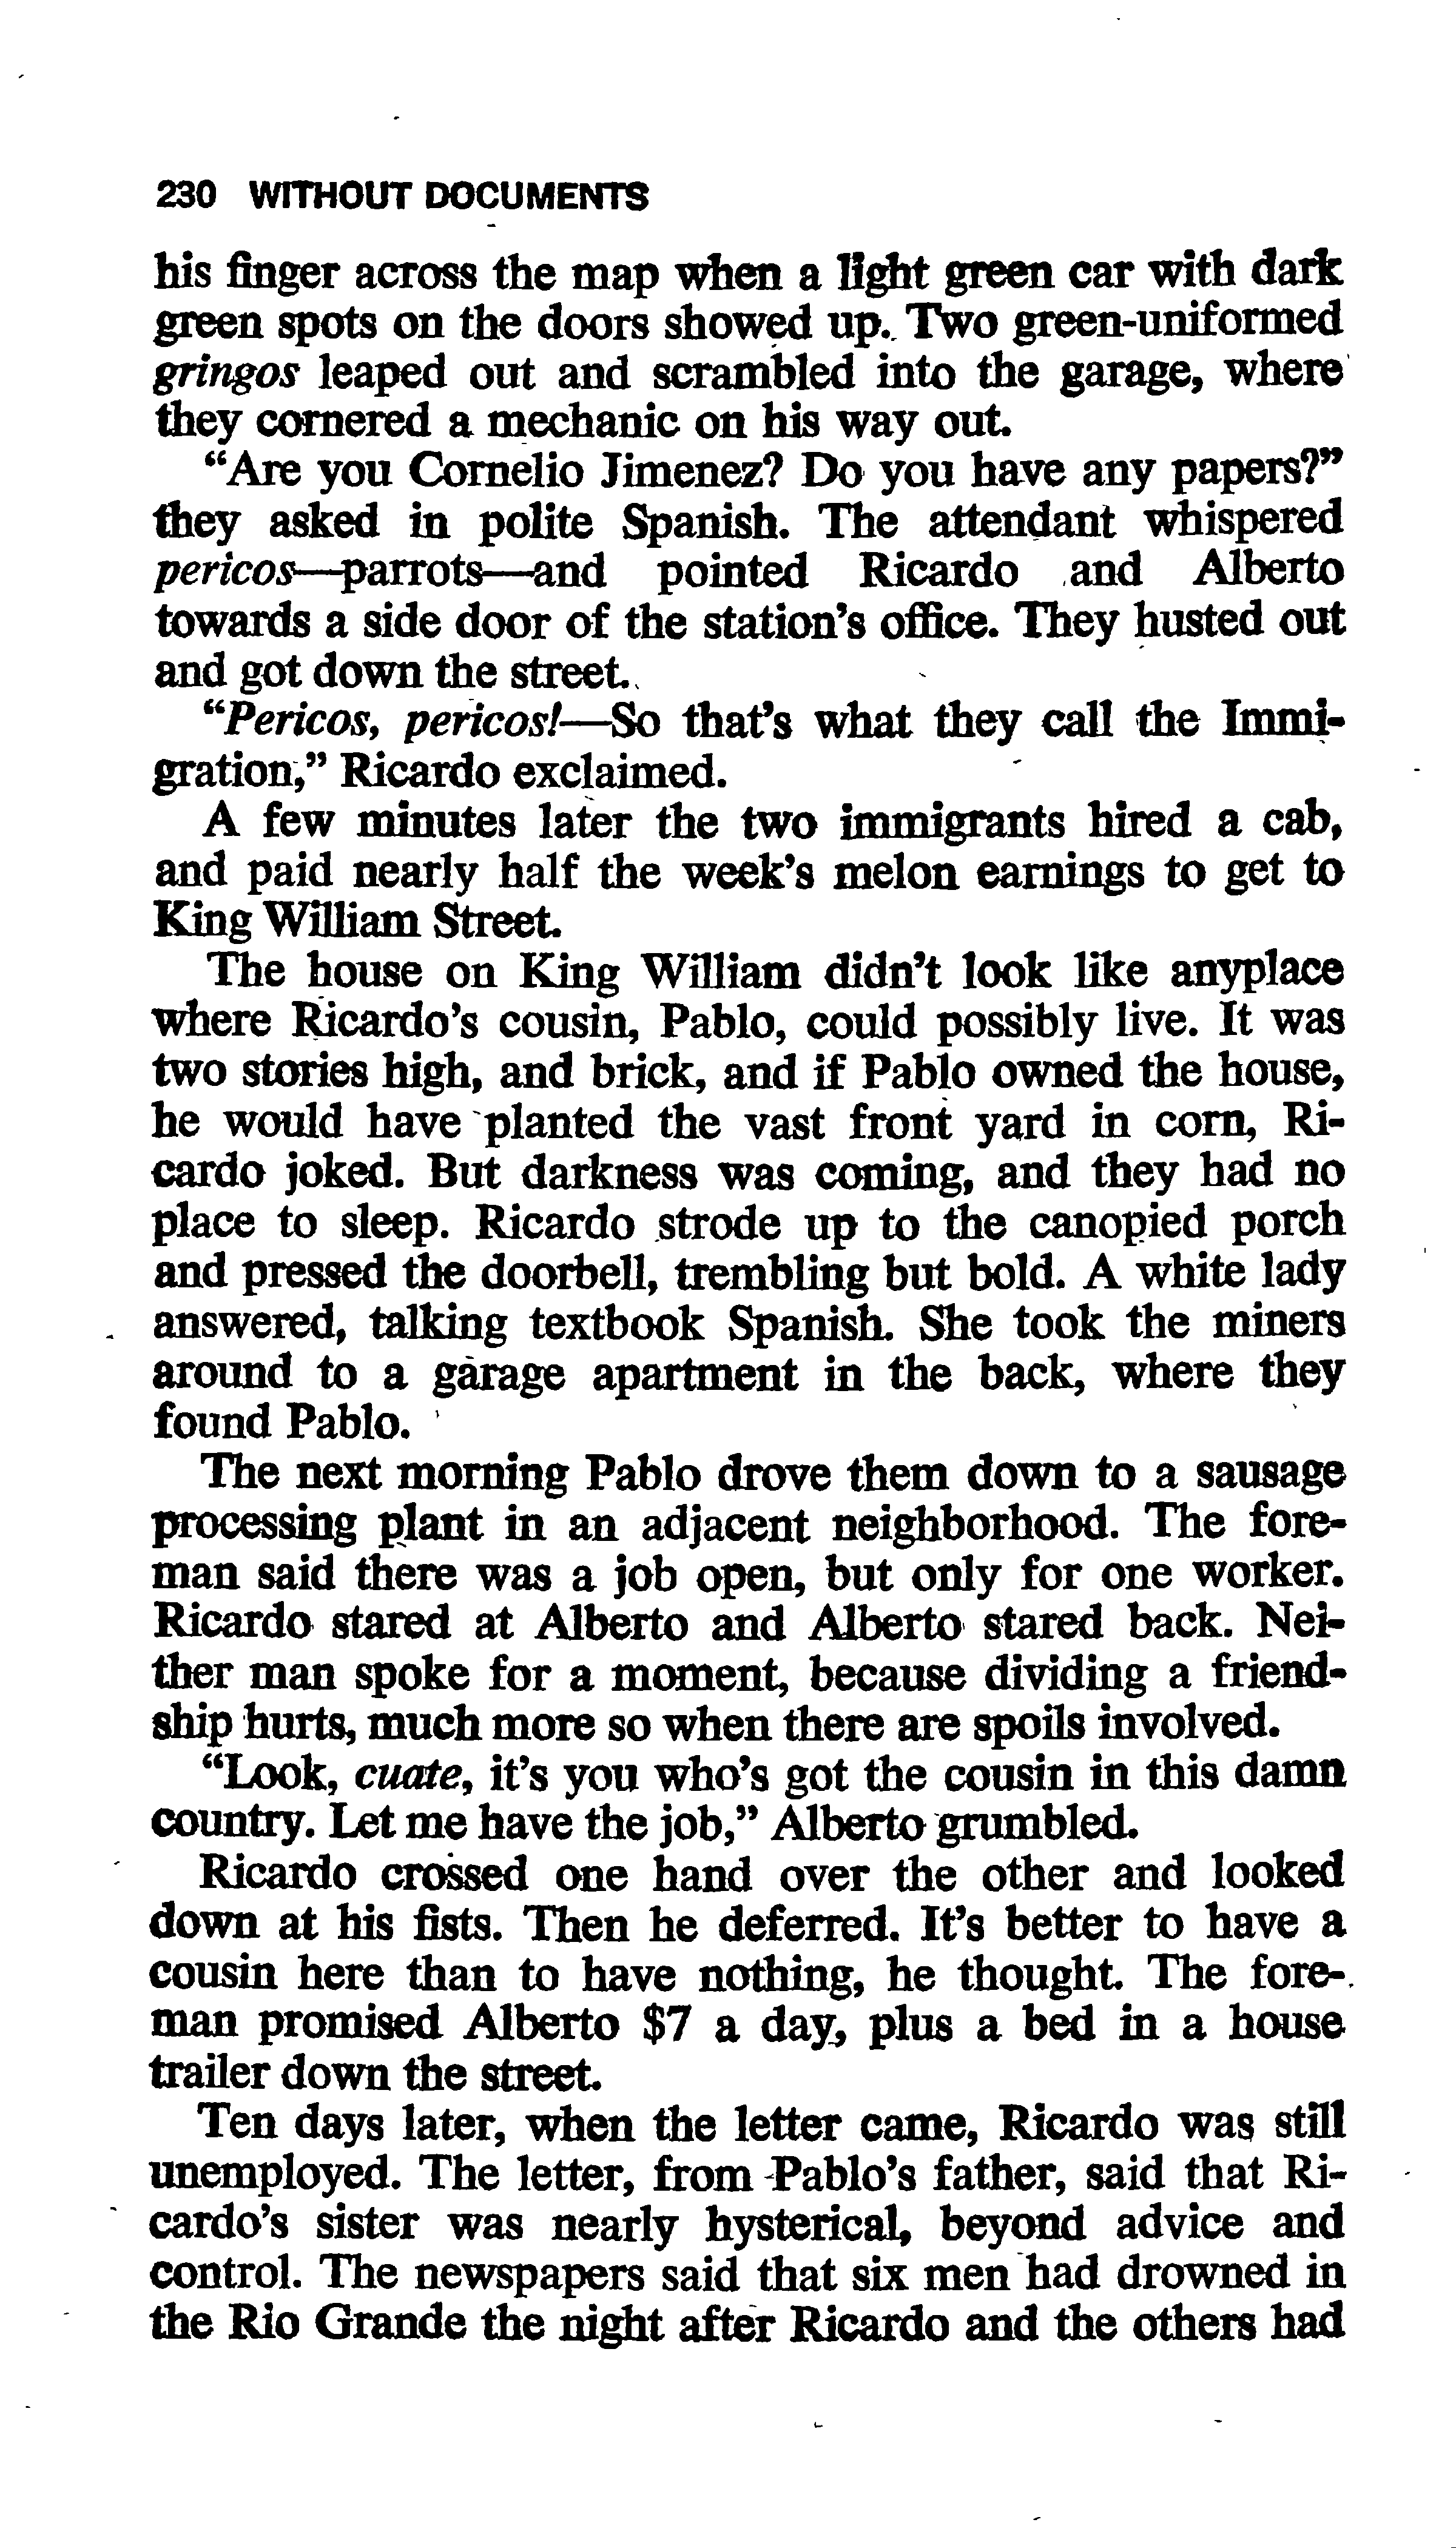 230 WITHOUT DOCUMENTS
his finger across the map when a light green car with dark
green spots on the doors showed up. Two green-uniformed
gringos leaped out and scrambled into the garage, where
they cornered a mechanic on his way out.
“Are you Cornelio Jimenez? Do you have any papers?”
they asked in polite Spanish. The attendant whispered
pericos—parrots—and pointed Ricardo and Alberto
towards a side door of the station’s office. They husted out
and got down the street.
“Pericos, pericos!—So that’s what they call the Immi-
gration,” Ricardo exclaimed.
A few minutes later the two immigrants hired a cab,
and paid nearly half the week’s melon earnings to get to
King William Street.
The house on King William didn’t look like anyplace
where Ricardo’s cousin, Pablo, could possibly live. It was
two stories high, and brick, and if Pablo owned the house,
he would have planted the vast front yard in corn, Ri-
cardo joked. But darkness was coming, and they had no
place to sleep. Ricardo strode up to the canopied porch
and pressed the doorbell, trembling but bold. A white lady
answered, talking textbook Spanish. She took the miners
around to a garage apartment in the back, where they
found Pablo.
The next morning Pablo drove them down to a sausage
processing plant in an adjacent neighborhood. The fore-
man said there was a job open, but only for one worker.
Ricardo stared at Alberto and Alberto stared back. Nei-
ther man spoke for a moment, because dividing a friend-
ship hurts, much more so when there are spoils involved.
“Look, cuate, it’s you who’s got the cousin in this damn
country. Let me have the job,” Alberto grumbled.
Ricardo crossed one hand over the other and looked
down at his fists. Then he deferred. It’s better to have a
cousin here than to have nothing, he thought. The fore-
man promised Alberto $7 a day, plus a bed in a house
trailer down the street.
Ten days later, when the letter came, Ricardo was still
unemployed. The letter, from Pablo’s father, said that Ri-
cardo’s sister was nearly hysterical, beyond advice and
control. The newspapers said that six men had drowned in
the Rio Grande the night after Ricardo and the others had